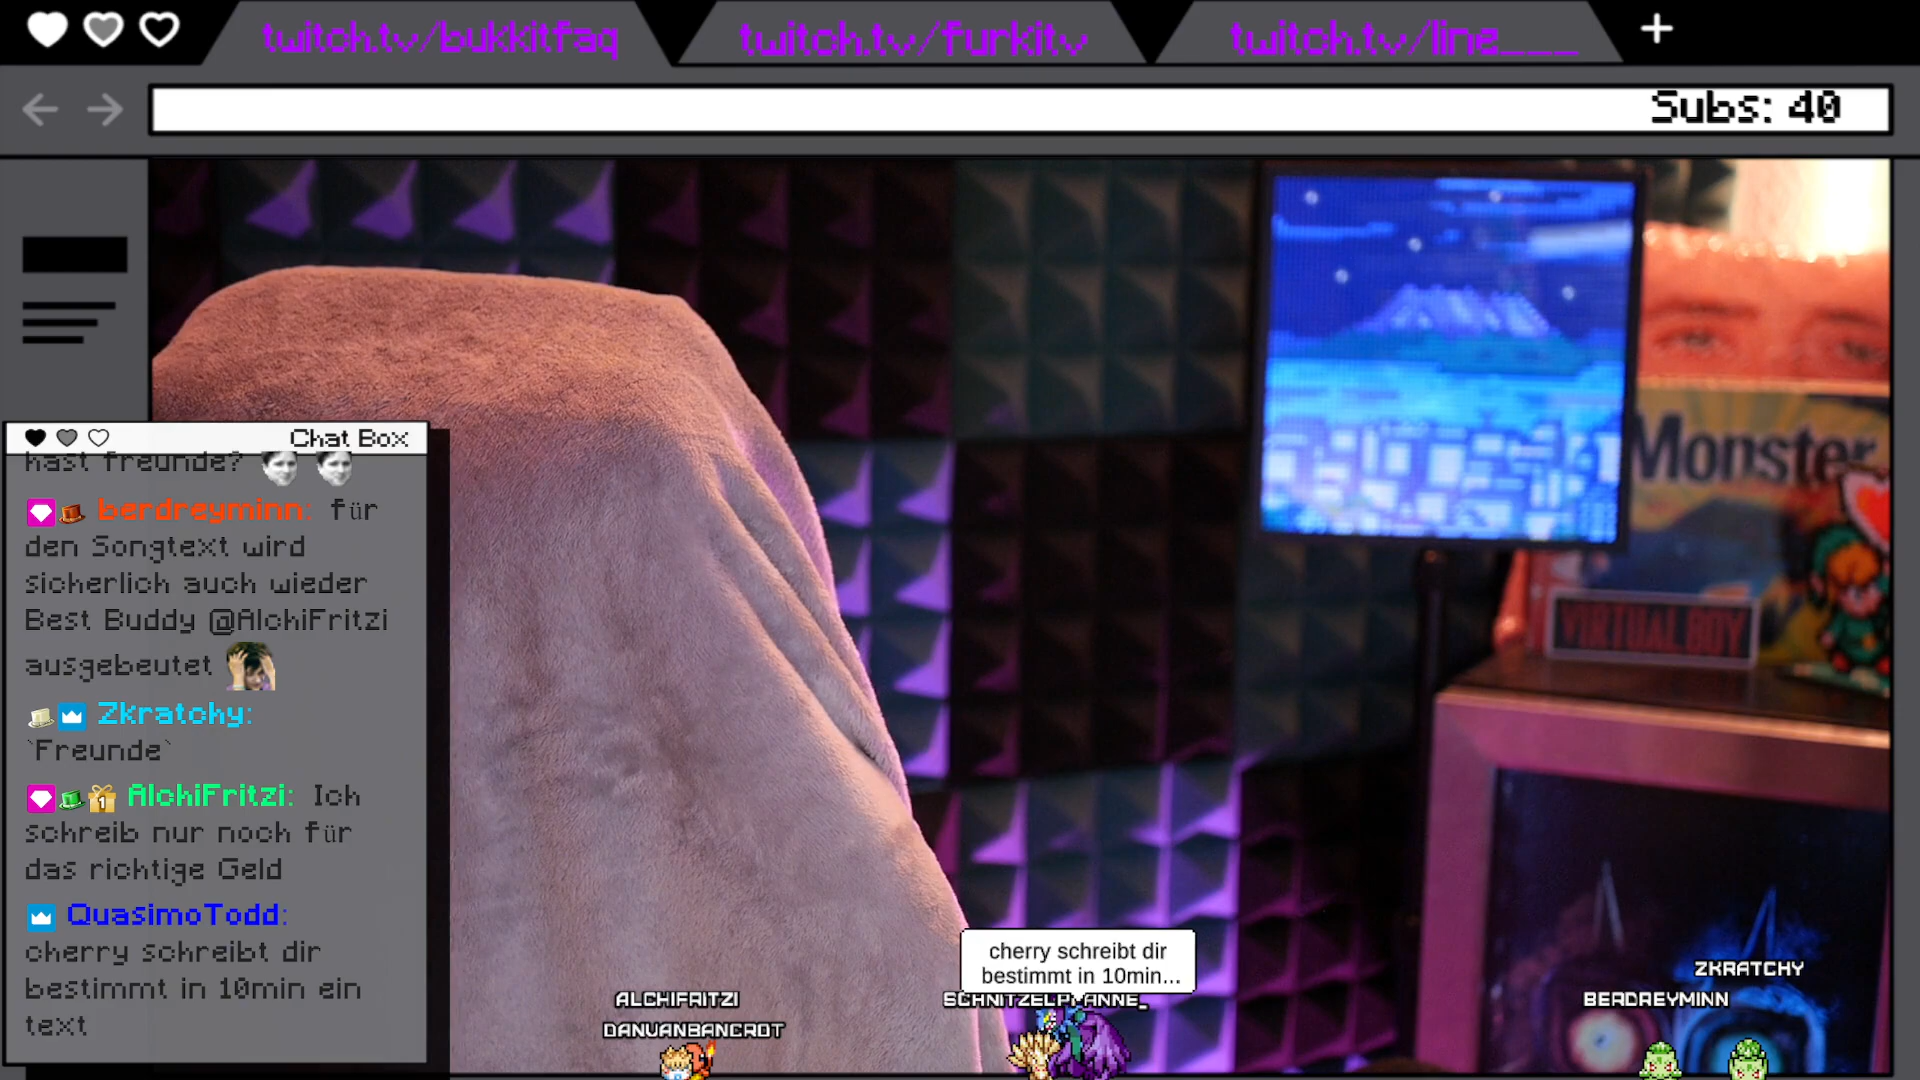 twitch.tv/bukkitfaq
twitch.tv/furkitv
twitch.tv/line___
Subs: 40
Chat Box
hast freunde?
berdreyminn: für
den Songtext wird
sicherlich auch wieder
Best Buddy @AlchiFritzi
ausgebeutet
Zkratchy:
`Freunde`
1
AlchiFritzi: Ich
schreib nur noch für
das richtige Geld
QuasimoTodd:
cherry schreibt dir
bestimmt in 10min ein
text
Monster
VIRTUAL BOY
cherry schreibt dir
bestimmt in 10min...
ALCHIFRITZI
DANVANBANCROT
SCHNITZELPFANNE_
ZKRATCHY
BERDREYMINN